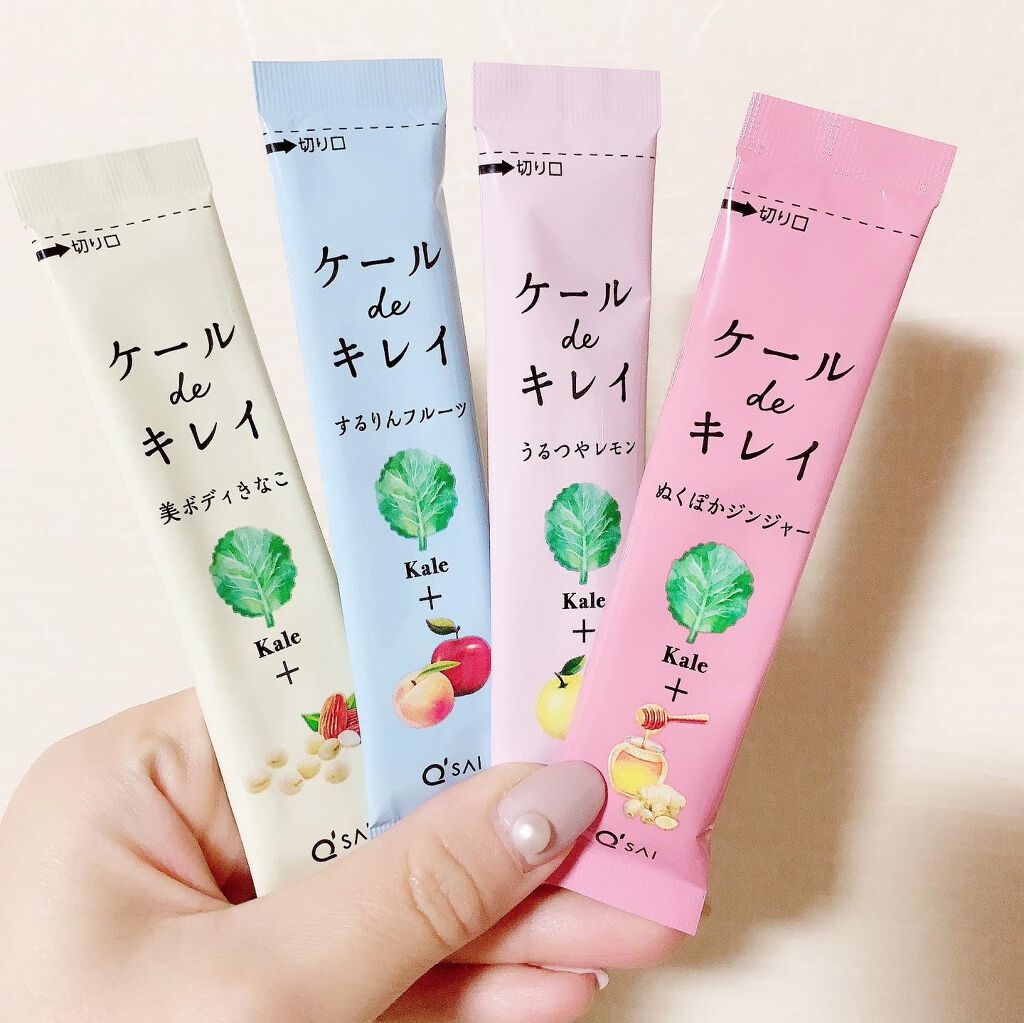 切り口
ケール
de
キレイ
美ボディきなこ
Kale
+
Q'SAI
切り口
ケール
de
キレイ
するりんフルーツ
Kale
+
Q'SAI
切り口
ケール
de
キレイ
うるつやレモン
Kale
+
切り口
ケール
de
キレイ
ぬくぽかジンジャー
Kale
+
Q'SAI